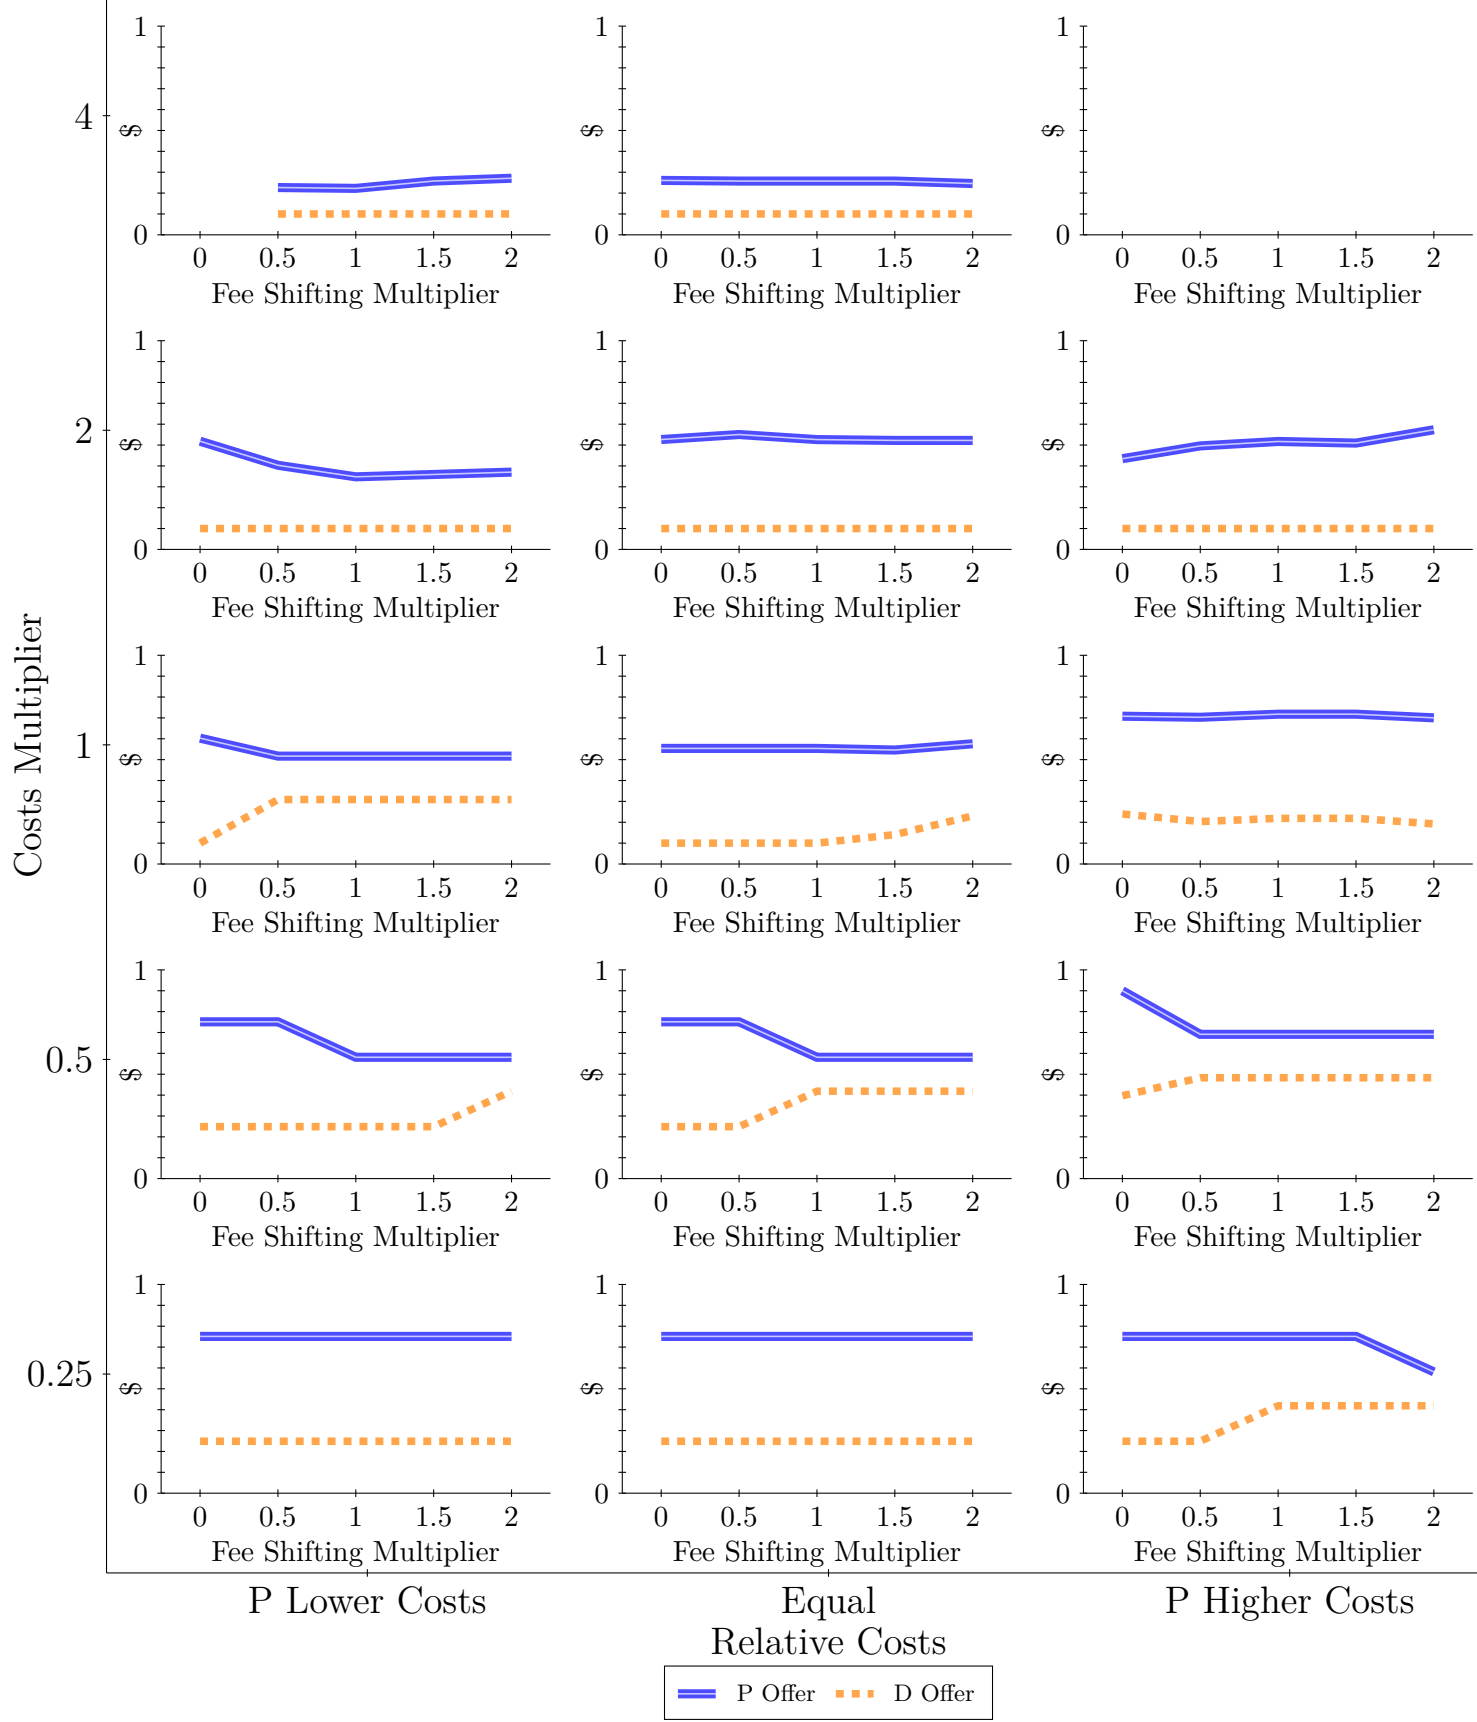 1 1 1
4 $ $ $
0 0 0
0 0.5 1 1.5 2 0 0.5 1 1.5 2 0 0.5 1 1.5 2
Fee Shifting Multiplier Fee Shifting Multiplier Fee Shifting Multiplier
1 1 1
2 $ $ $
0 0 0
0 0.5 1 1.5 2 0 0.5 1 1.5 2 0 0.5 1 1.5 2
Fee Shifting Multiplier Fee Shifting Multiplier Fee Shifting Multiplier
Costs Multiplier
1 1 1
1 $ $ $
0 0 0
0 0.5 1 1.5 2 0 0.5 1 1.5 2 0 0.5 1 1.5 2
Fee Shifting Multiplier Fee Shifting Multiplier Fee Shifting Multiplier
1 1 1
0.5 $ $ $
0 0 0
0 0.5 1 1.5 2 0 0.5 1 1.5 2 0 0.5 1 1.5 2
Fee Shifting Multiplier Fee Shifting Multiplier Fee Shifting Multiplier
1 1 1
0.25 $ $ $
0 0 0
0 0.5 1 1.5 2 0 0.5 1 1.5 2 0 0.5 1 1.5 2
Fee Shifting Multiplier Fee Shifting Multiplier Fee Shifting Multiplier
P Lower Costs Equal P Higher Costs
Relative Costs
P Offer D Offer